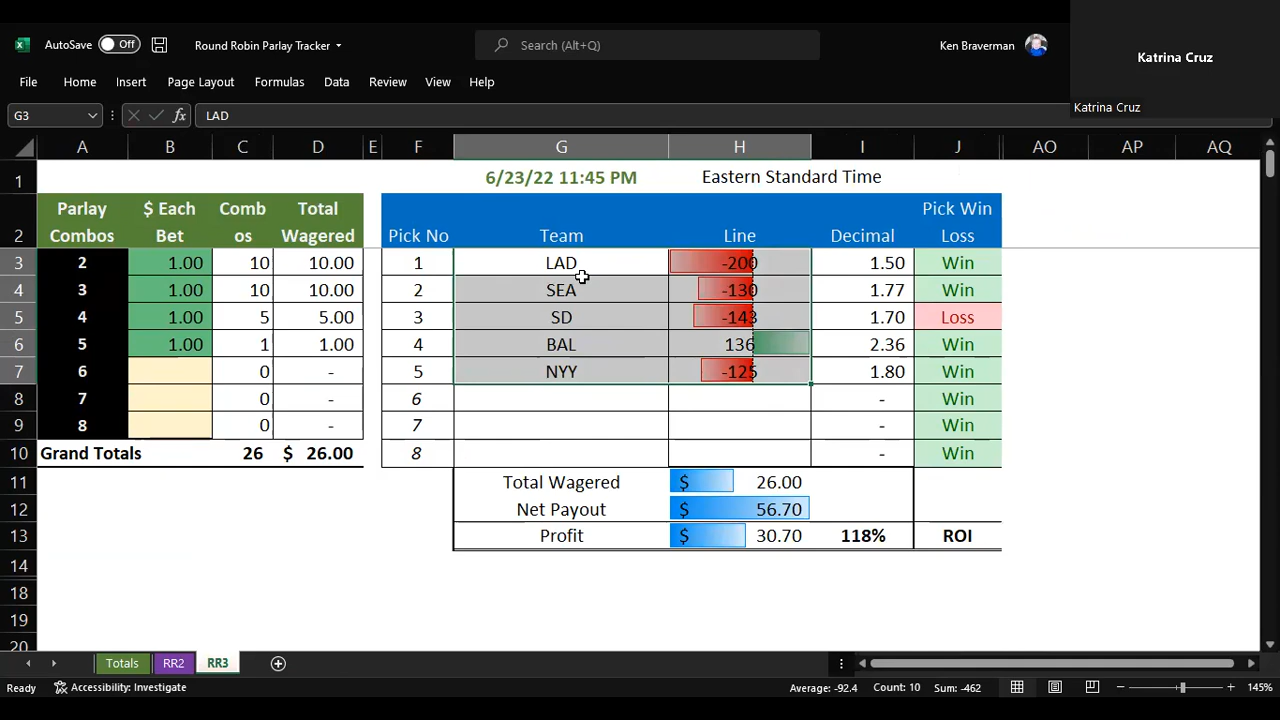 AutoSave Off Round Robin Parlay Tracker Search (Alt+Q) Ken Braverman
Katrina Cruz
File Home Insert Page Layout Formulas Data Review View Help
Katrina Cruz
G3 fx LAD
A B C D E F G H I J AO AP AQ
1 6/23/22 11:45 PM Eastern Standard Time
Parlay $ Each Comb Total Pick Win
2 Combos Bet os Wagered Pick No Team Line Decimal Loss
3 2 1.00 10 10.00 1 LAD -200 1.50 Win
4 3 1.00 10 10.00 2 SEA -130 1.77 Win
5 4 1.00 5 5.00 3 SD -143 1.70 Loss
6 5 1.00 1 1.00 4 BAL 136 2.36 Win
7 6 0 - 5 NYY -125 1.80 Win
8 7 0 - 6 - Win
9 8 0 - 7 - Win
10 Grand Totals 26 $ 26.00 8 - Win
11 Total Wagered $ 26.00
12 Net Payout $ 56.70
13 Profit $ 30.70 118% ROI
14
18
19
20
Totals RR2 RR3
Ready Accessibility: Investigate Average: -92.4 Count: 10 Sum: -462 145%